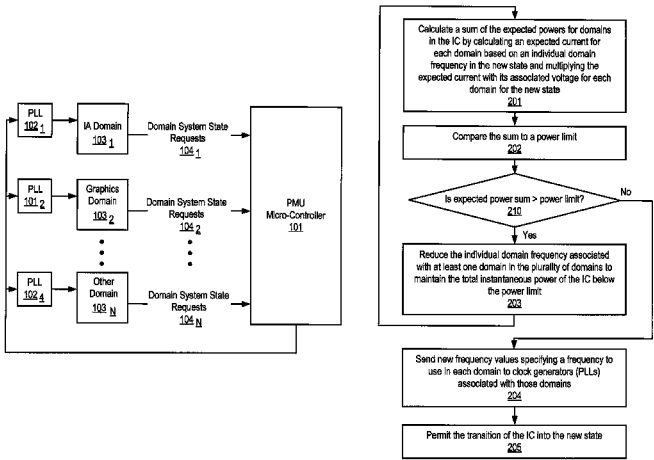 PLL
102 1
IA Domain
103 1
Domain System State
Requests
104 1
PLL
101 2
Graphics
Domain
103 2
Domain System State
Requests
104 2
PMU
Micro-Controller
101
PLL
102 4
Other
Domain
103 N
Domain System State
Requests
104 N
Calculate a sum of the expected powers for domains
in the IC by calculating an expected current for
each domain based on an individual domain
frequency in the new state and multiplying the
expected current with its associated voltage for each
domain for the new state
201
Compare the sum to a power limit
202
Is expected power sum > power limit?
210
No
Yes
Reduce the individual domain frequency associated
with at least one domain in the plurality of domains to
maintain the total instantaneous power of the IC below
the power limit
203
Send new frequency values specifying a frequency to
use in each domain to clock generators (PLLs)
associated with those domains
204
Permit the transition of the IC into the new state
205